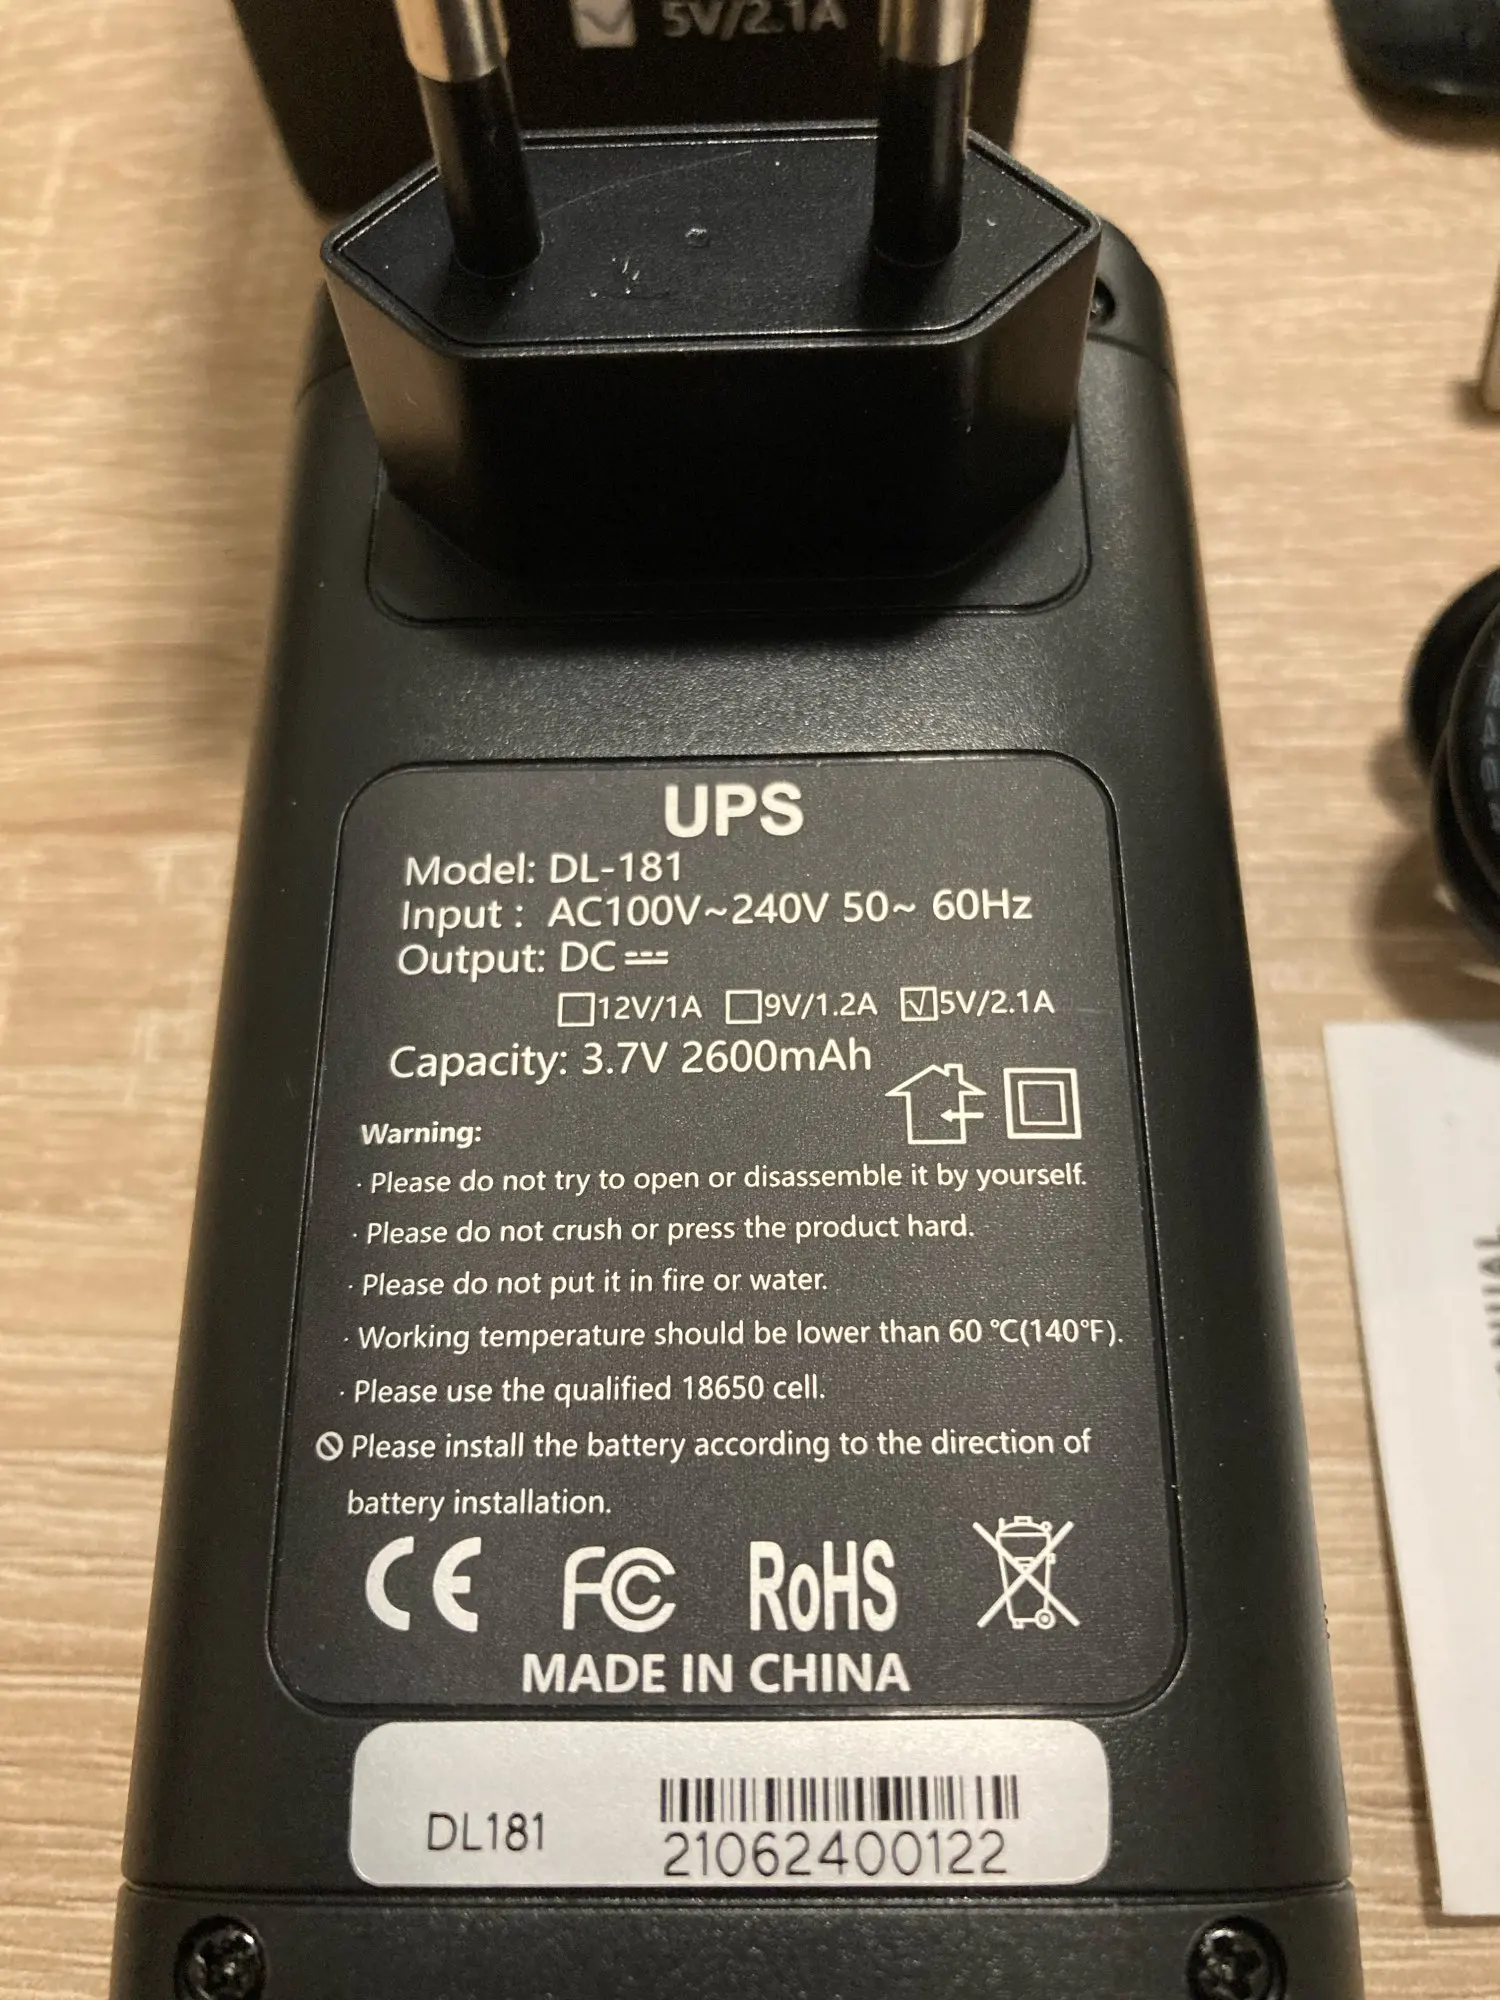 5V/2.1A
UPS
Model: DL-181
Input : AC100V~240V 50~ 60Hz
Output: DC
12V/1A 9V/1.2A 5V/2.1A
Capacity: 3.7V 2600mAh
Warning:
· Please do not try to open or disassemble it by yourself.
· Please do not crush or press the product hard.
· Please do not put it in fire or water.
· Working temperature should be lower than 60 ℃(140℉).
· Please use the qualified 18650 cell.
Please install the battery according to the direction of
battery installation.
CE FC RoHS
MADE IN CHINA
DL181
21062400122